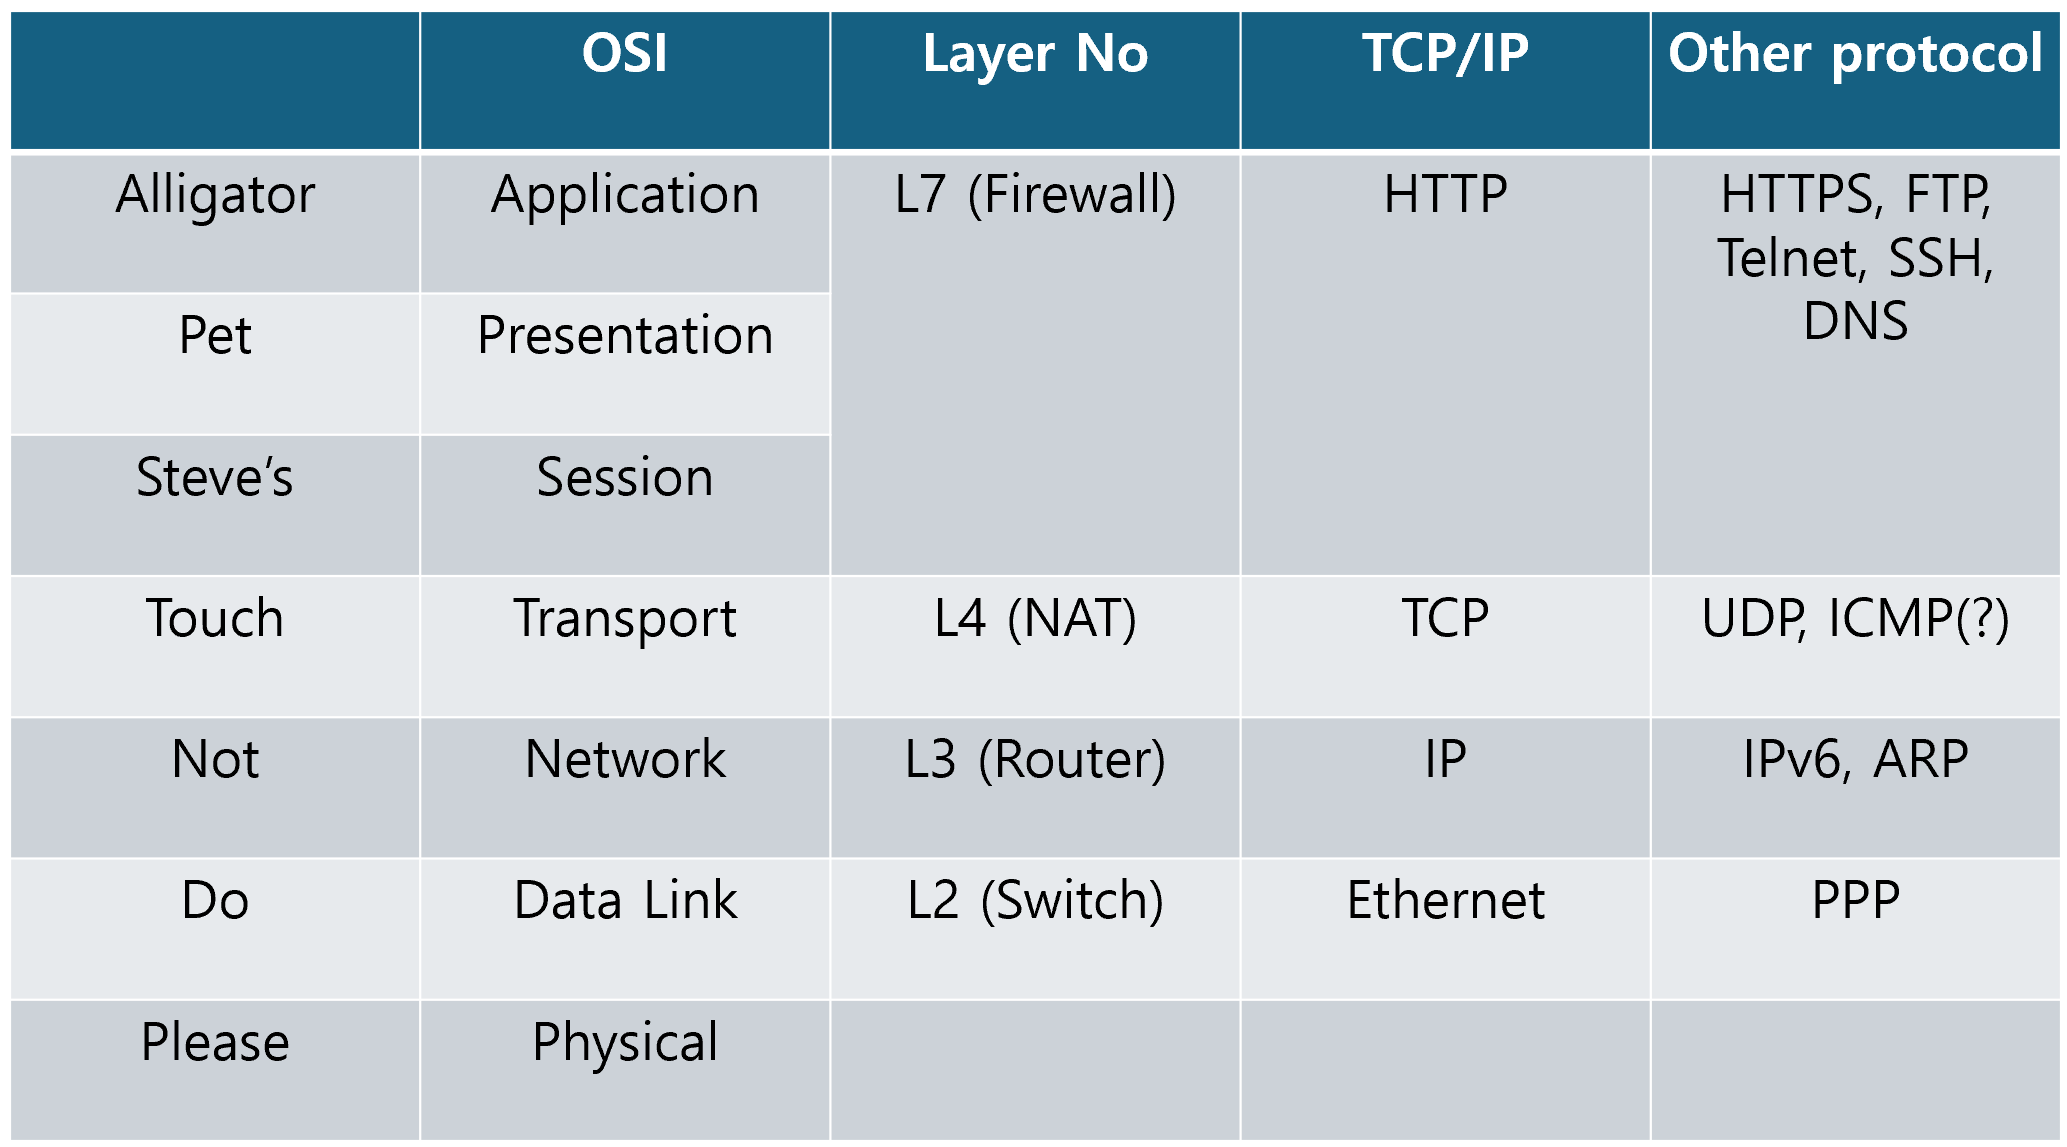 OSI
Layer No
TCP/IP
Other protocol
Alligator
Application
L7 (Firewall)
HTTP
HTTPS, FTP,
Telnet, SSH,
DNS
Pet
Presentation
Steve’s
Session
Touch
Transport
L4 (NAT)
TCP
UDP, ICMP(?)
Not
Network
L3 (Router)
IP
IPv6, ARP
Do
Data Link
L2 (Switch)
Ethernet
PPP
Please
Physical